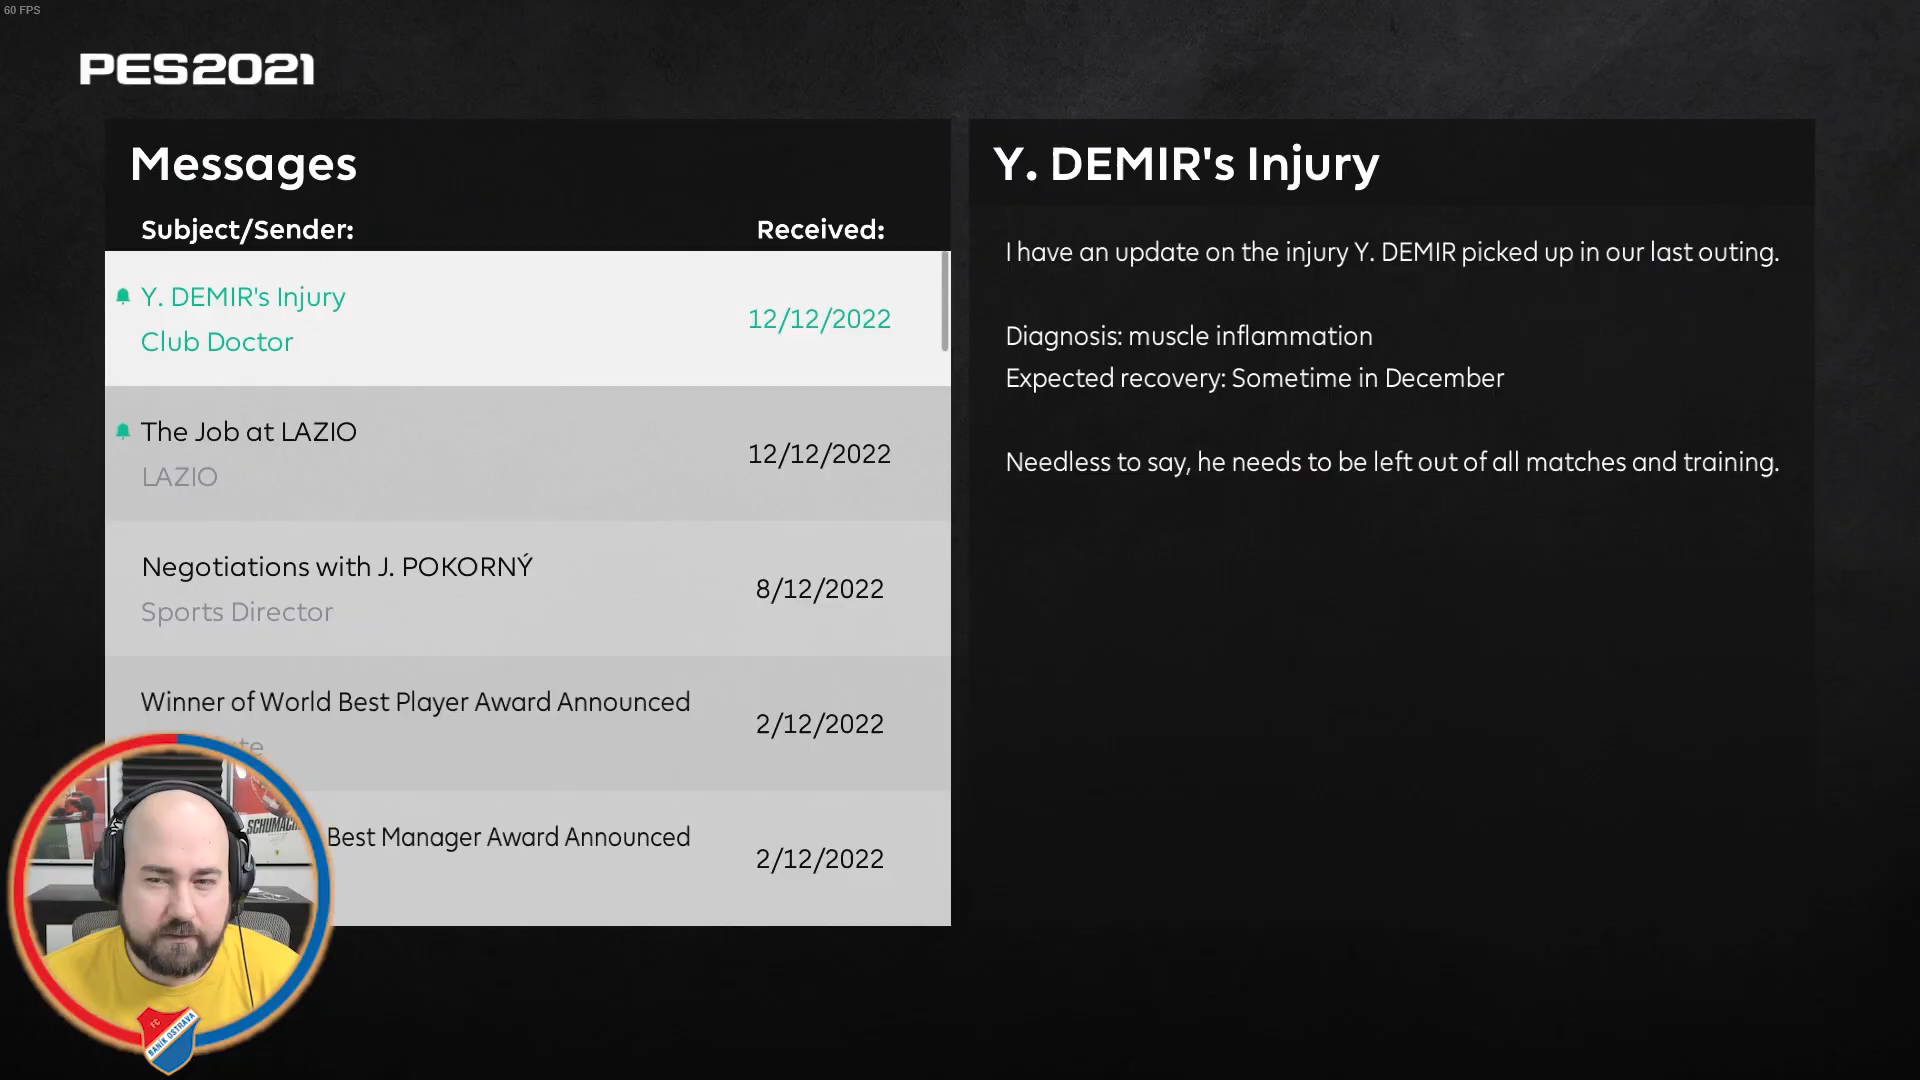 60 FPS
PES2021
Messages
Subject/Sender:
Received:
Y. DEMIR's Injury
Club Doctor
12/12/2022
The Job at LAZIO
LAZIO
12/12/2022
Negotiations with J. POKORNÝ
Sports Director
8/12/2022
Winner of World Best Player Award Announced
2/12/2022
Best Manager Award Announced
2/12/2022
Y. DEMIR's Injury
I have an update on the injury Y. DEMIR picked up in our last outing.
Diagnosis: muscle inflammation
Expected recovery: Sometime in December
Needless to say, he needs to be left out of all matches and training.
FC
BANÍK OSTRAVA